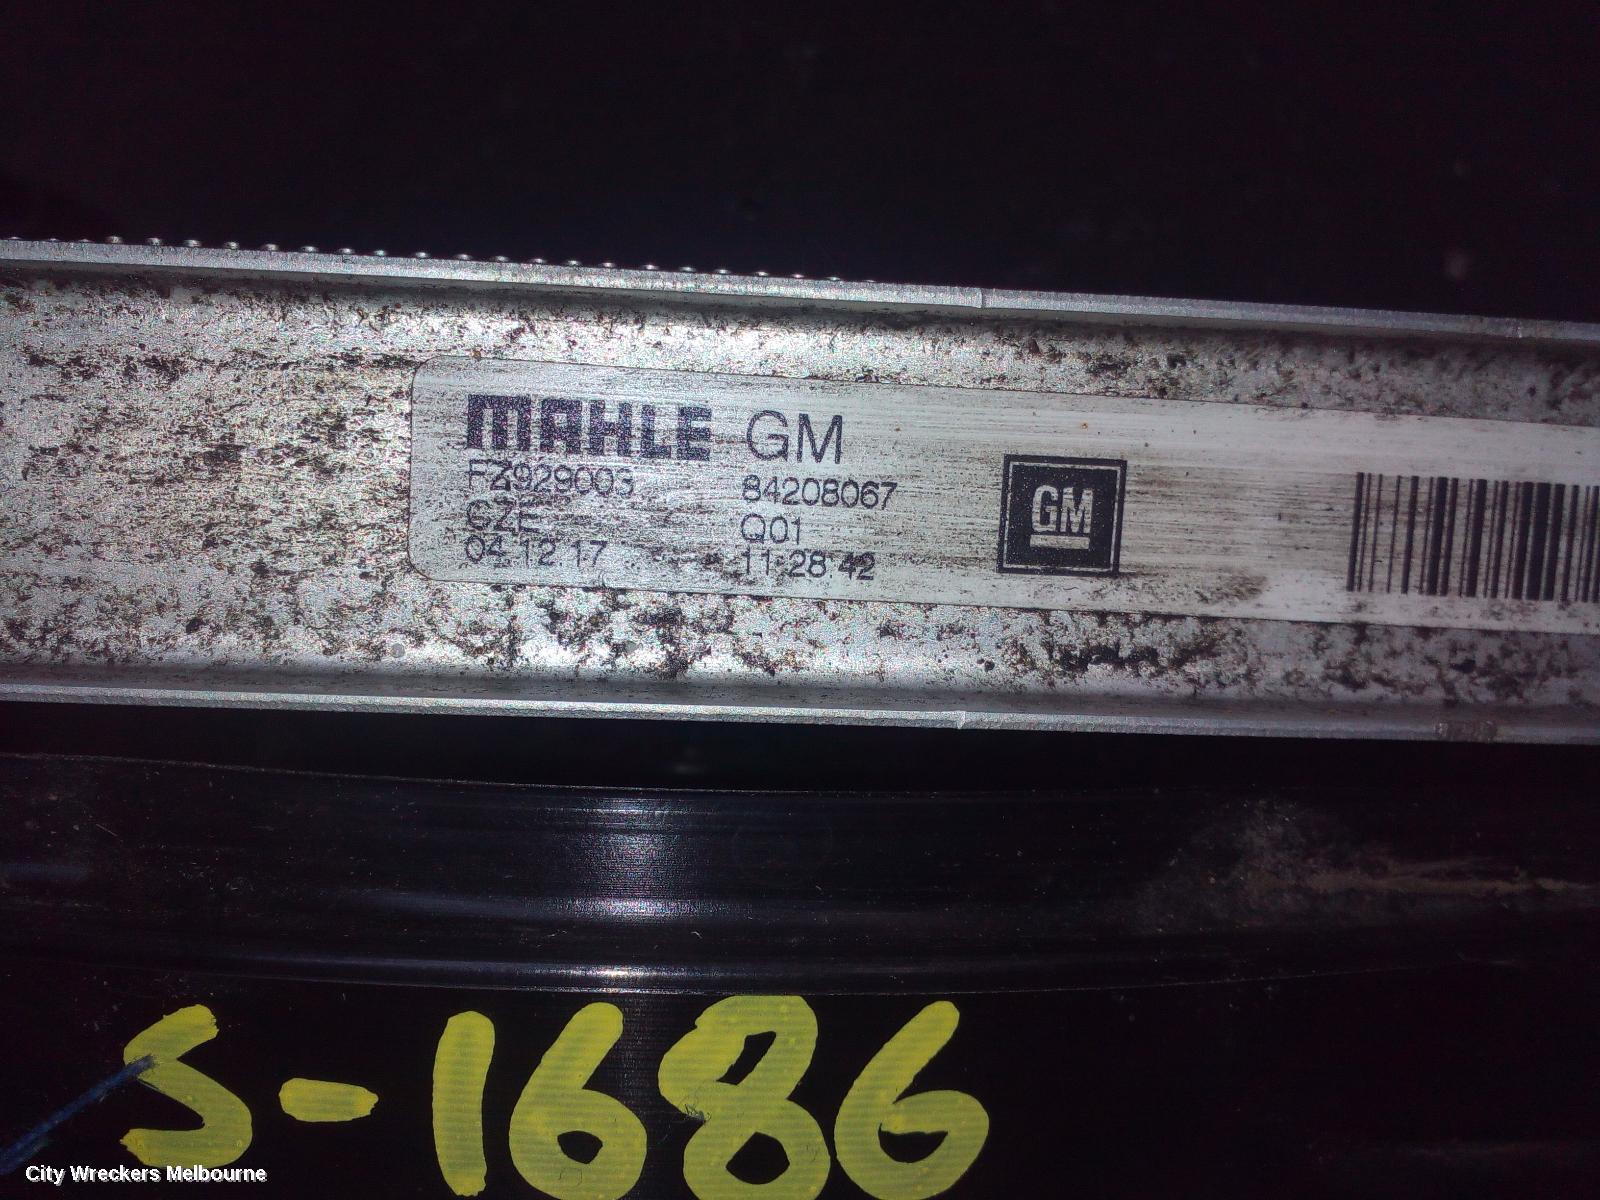 MAHLE GM
FZ929003 84208067
CZE Q01
04.12.17 11:28:42
GM
S-1686
City Wreckers Melbourne